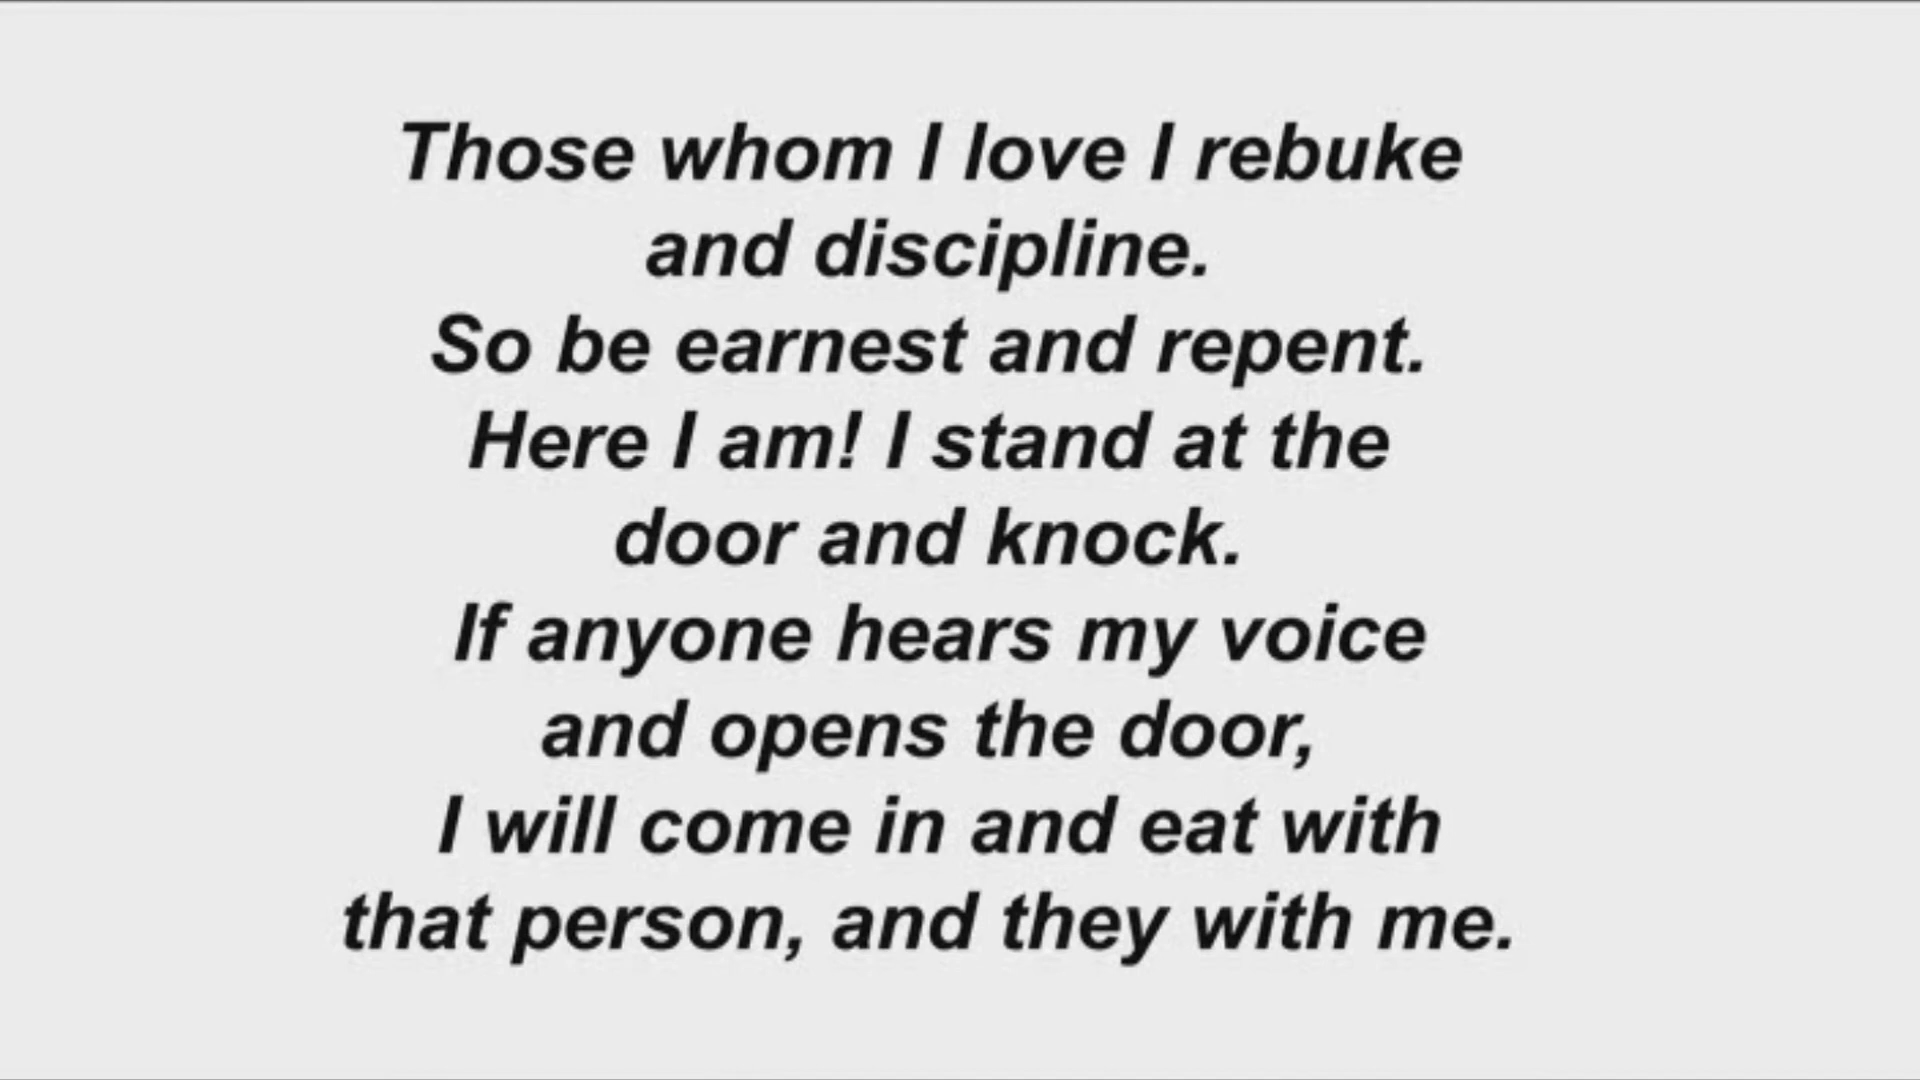 Those whom I love I rebuke
and discipline.
So be earnest and repent.
Here I am! I stand at the
door and knock.
If anyone hears my voice
and opens the door,
I will come in and eat with
that person, and they with me.